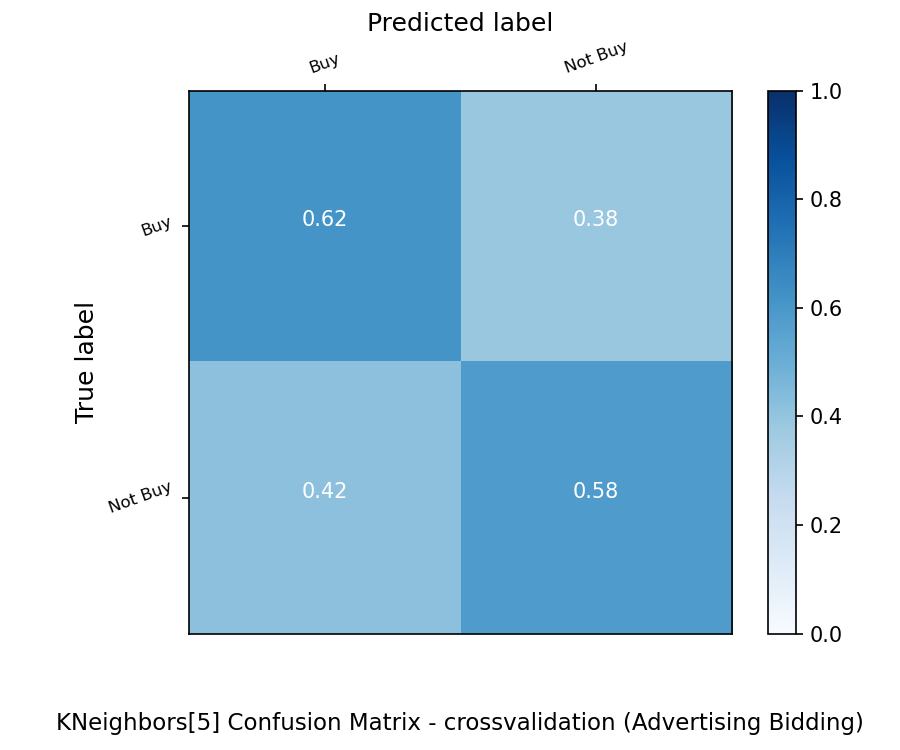 Predicted label
Buy
Not Buy
1.0
0.8
0.6
0.4
0.2
0.0
True label
Buy
Not Buy
0.62
0.38
0.42
0.58
KNeighbors[5] Confusion Matrix - crossvalidation (Advertising Bidding)